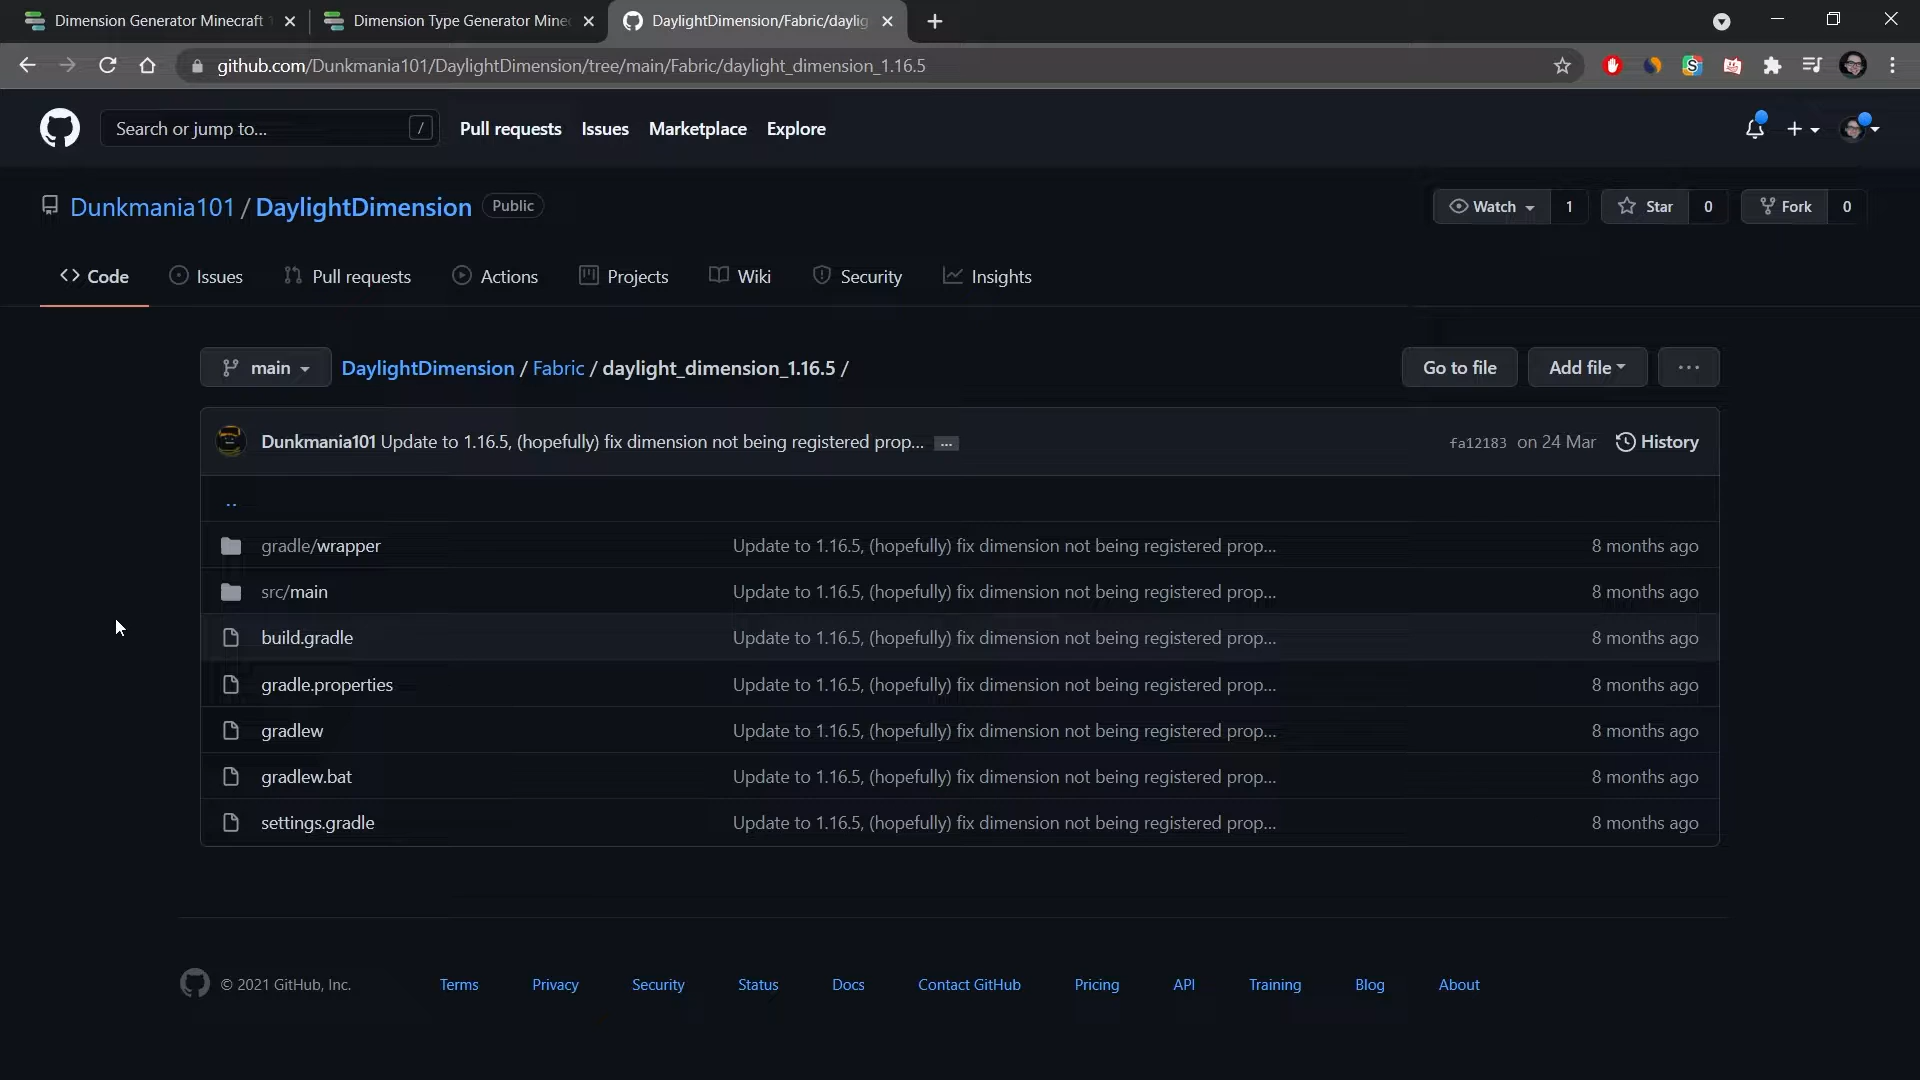 Dimension Generator Minecraft
Dimension Type Generator Minec
DaylightDimension/Fabric/daylig
github.com/Dunkmania101/DaylightDimension/tree/main/Fabric/daylight_dimension_1.16.5
Search or jump to... /
Pull requests Issues Marketplace Explore
Dunkmania101 / DaylightDimension Public
Watch 1 Star 0 Fork 0
Code Issues Pull requests Actions Projects Wiki Security Insights
main DaylightDimension / Fabric / daylight_dimension_1.16.5 / Go to file Add file ...
Dunkmania101 Update to 1.16.5, (hopefully) fix dimension not being registered prop... ... fa12183 on 24 Mar History
..
gradle/wrapper Update to 1.16.5, (hopefully) fix dimension not being registered prop... 8 months ago
src/main Update to 1.16.5, (hopefully) fix dimension not being registered prop... 8 months ago
build.gradle Update to 1.16.5, (hopefully) fix dimension not being registered prop... 8 months ago
gradle.properties Update to 1.16.5, (hopefully) fix dimension not being registered prop... 8 months ago
gradlew Update to 1.16.5, (hopefully) fix dimension not being registered prop... 8 months ago
gradlew.bat Update to 1.16.5, (hopefully) fix dimension not being registered prop... 8 months ago
settings.gradle Update to 1.16.5, (hopefully) fix dimension not being registered prop... 8 months ago
© 2021 GitHub, Inc. Terms Privacy Security Status Docs Contact GitHub Pricing API Training Blog About